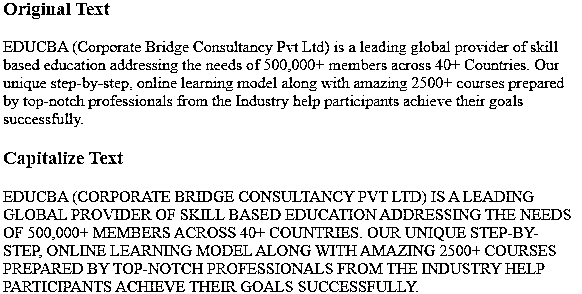 Original Text
EDUCBA (Corporate Bridge Consultancy Pvt Ltd) is a leading global provider of skill
based education addressing the needs of 500,000+ members across 40+ Countries. Our
unique step-by-step, online learning model along with amazing 2500+ courses prepared
by top-notch professionals from the Industry help participants achieve their goals
successfully.
Capitalize Text
EDUCBA (CORPORATE BRIDGE CONSULTANCY PVT LTD) IS A LEADING
GLOBAL PROVIDER OF SKILL BASED EDUCATION ADDRESSING THE NEEDS
OF 500,000+ MEMBERS ACROSS 40+ COUNTRIES. OUR UNIQUE STEP-BY-
STEP, ONLINE LEARNING MODEL ALONG WITH AMAZING 2500+ COURSES
PREPARED BY TOP-NOTCH PROFESSIONALS FROM THE INDUSTRY HELP
PARTICIPANTS ACHIEVE THEIR GOALS SUCCESSFULLY.